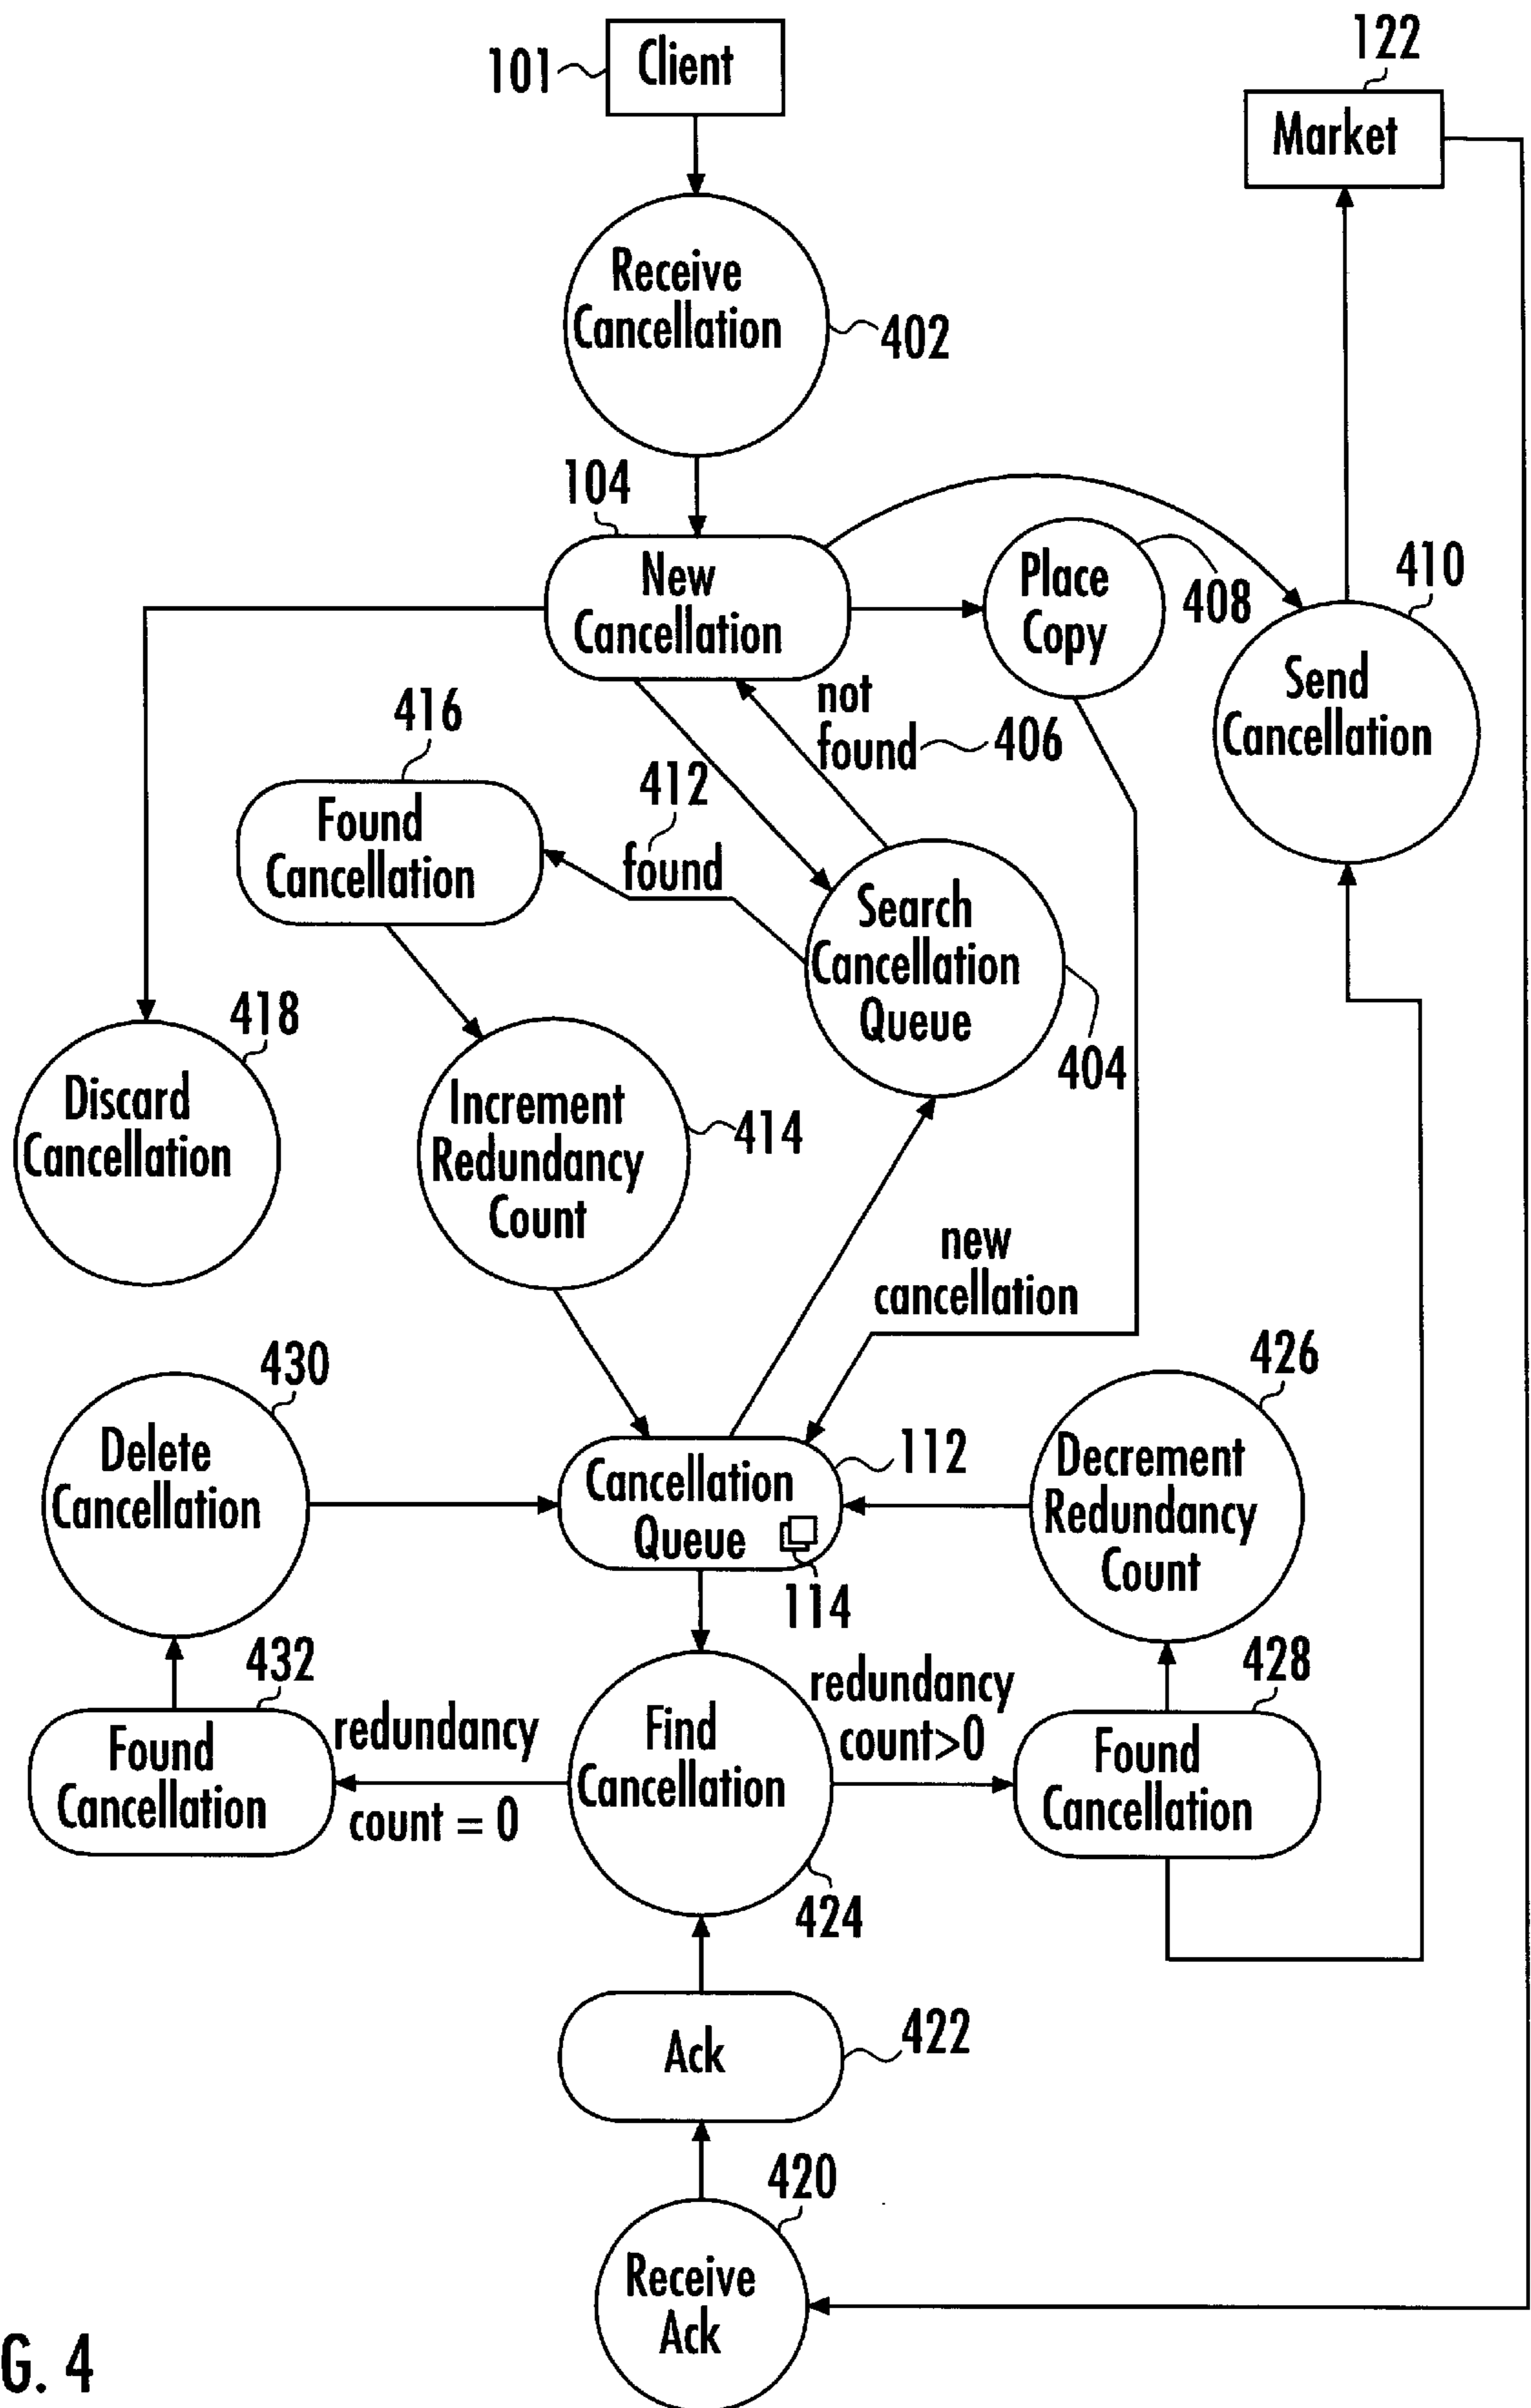 122
101
Client
Market
Receive
Cancellation
402
104
New
Cancellation
Place
Copy
408
410
Send
Cancellation
not
found
406
416
412
Found
Cancellation
found
Search
Cancellation
Queue
404
418
Discard
Cancellation
Increment
Redundancy
Count
414
new
cancellation
430
426
Delete
Cancellation
Cancellation
Queue
112
114
Decrement
Redundancy
Count
432
428
redundancy
count = 0
redundancy
count>0
Found
Cancellation
Find
Cancellation
Found
Cancellation
424
Ack
422
420
Receive
Ack
G. 4